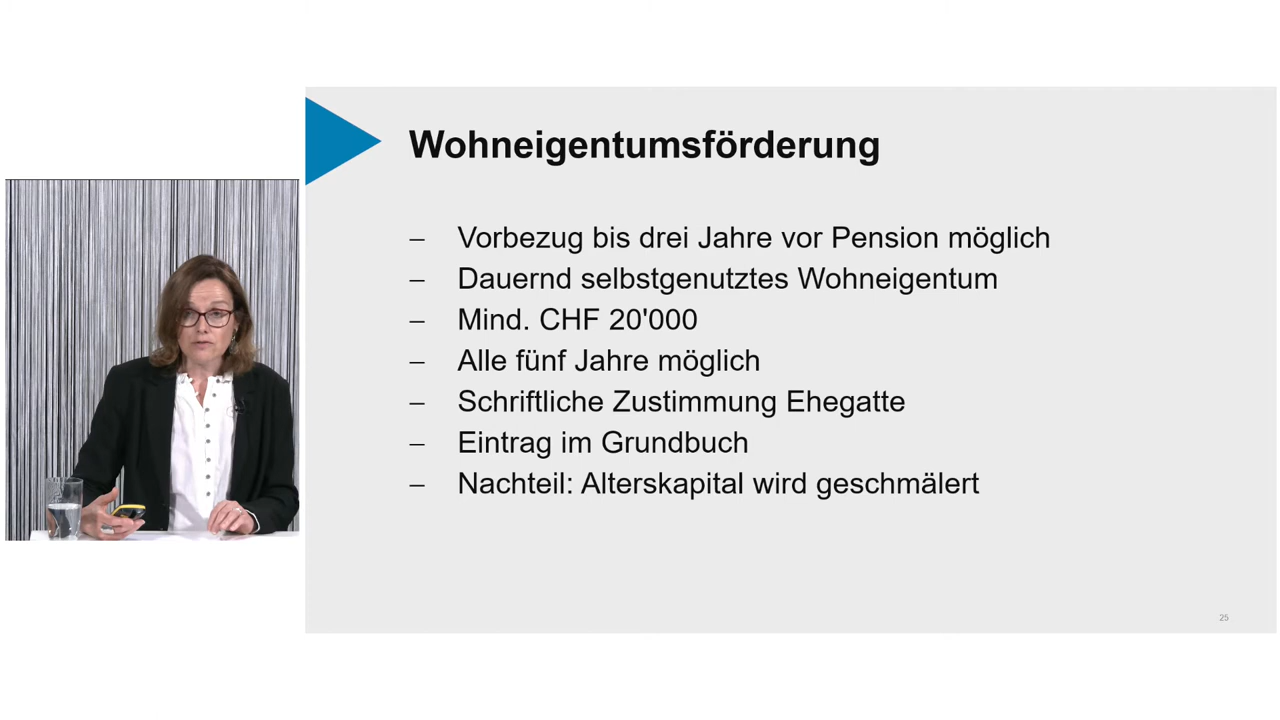 Wohneigentumsförderung
– Vorbezug bis drei Jahre vor Pension möglich
– Dauernd selbstgenutztes Wohneigentum
– Mind. CHF 20'000
– Alle fünf Jahre möglich
– Schriftliche Zustimmung Ehegatte
– Eintrag im Grundbuch
– Nachteil: Alterskapital wird geschmälert
25